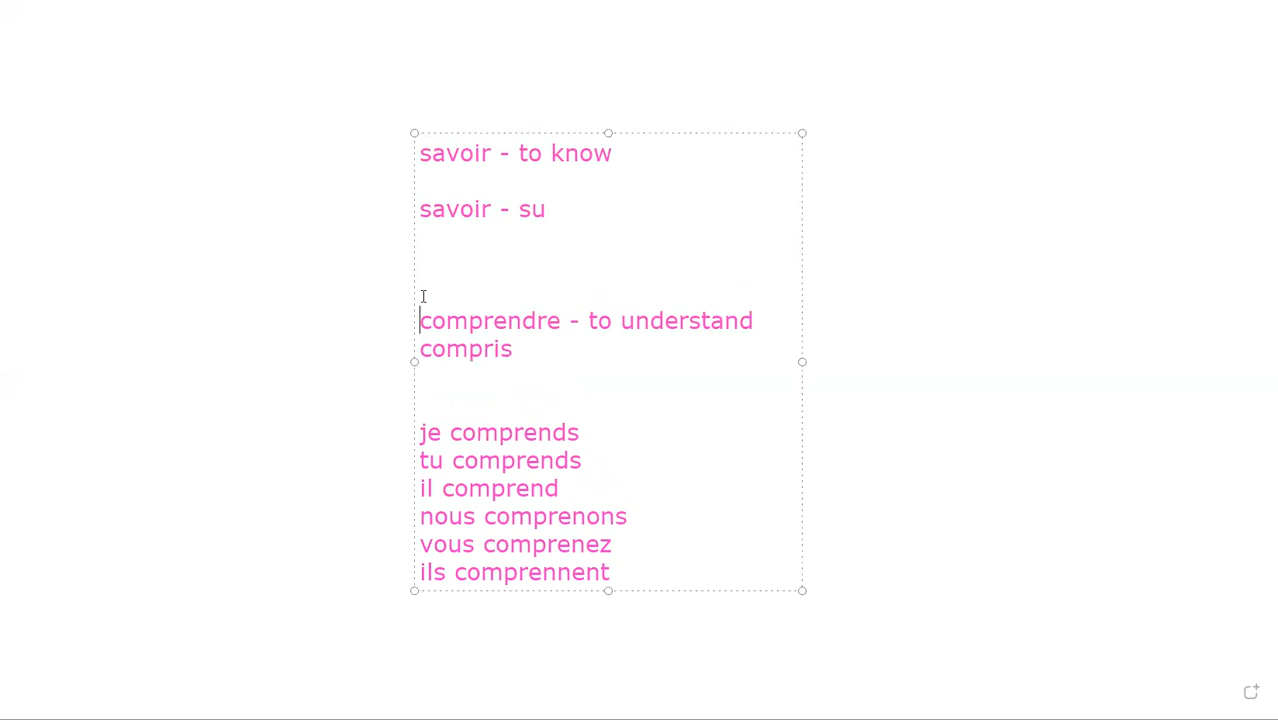 savoir - to know
savoir - su
comprendre - to understand
compris
je comprends
tu comprends
il comprend
nous comprenons
vous comprenez
ils comprennent